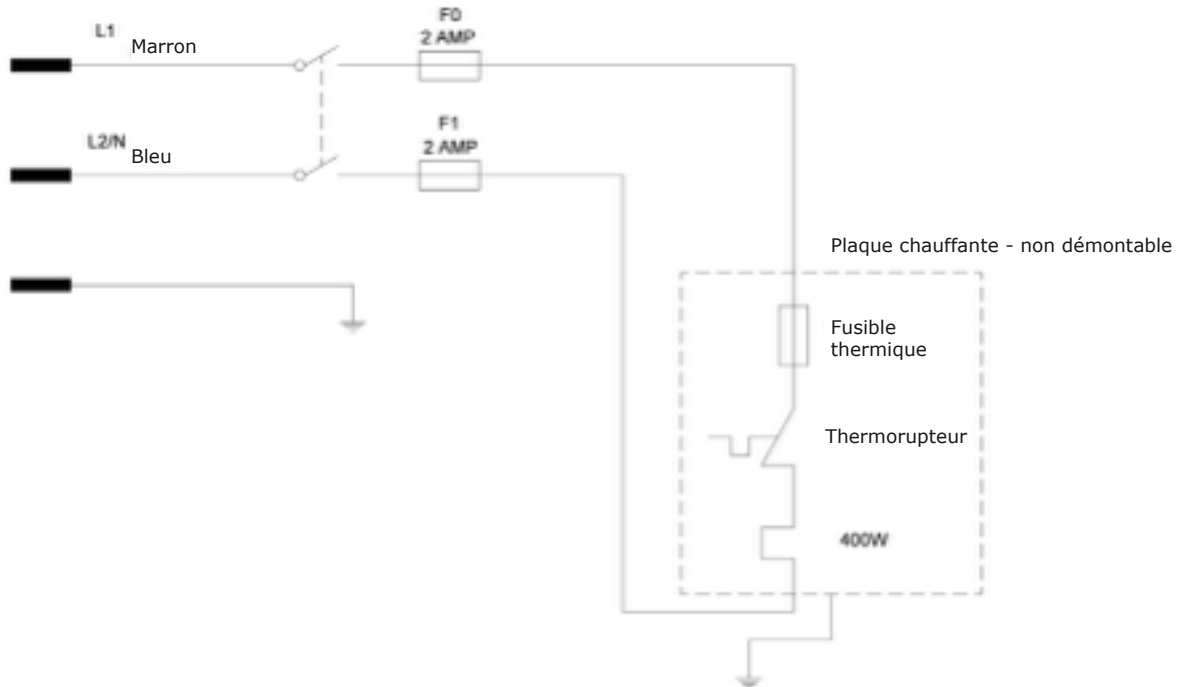 L1
Marron
F0
2 AMP
L2/N
Bleu
F1
2 AMP
Plaque chauffante - non démontable
Fusible
thermique
Thermorupteur
400W